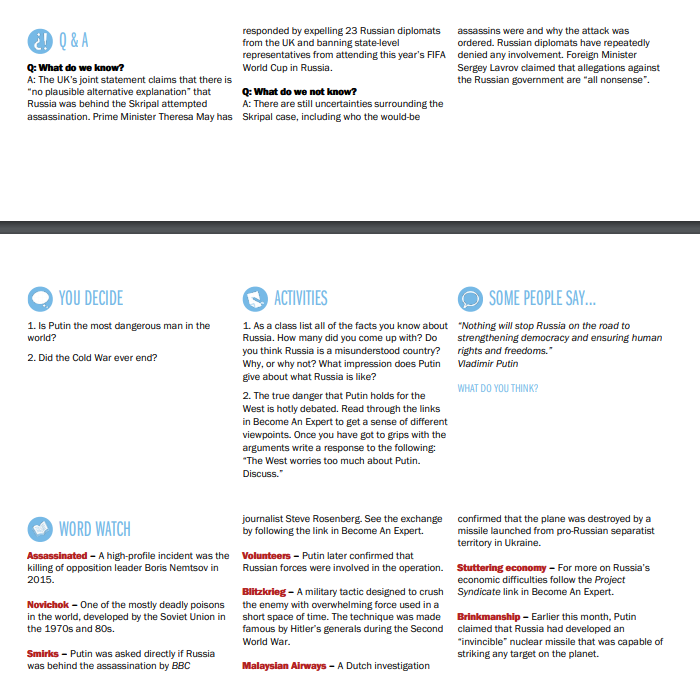 Q & A
Q: What do we know?
A: The UK's joint statement claims that there is
“no plausible alternative explanation” that
Russia was behind the Skripal attempted
assassination. Prime Minister Theresa May has
responded by expelling 23 Russian diplomats
from the UK and banning state-level
representatives from attending this year's FIFA
World Cup in Russia.
Q: What do we not know?
A: There are still uncertainties surrounding the
Skripal case, including who the would-be
assassins were and why the attack was
ordered. Russian diplomats have repeatedly
denied any involvement. Foreign Minister
Sergey Lavrov claimed that allegations against
the Russian government are “all nonsense”.
YOU DECIDE
1. Is Putin the most dangerous man in the
world?
2. Did the Cold War ever end?
ACTIVITIES
1. As a class list all of the facts you know about
Russia. How many did you come up with? Do
you think Russia is a misunderstood country?
Why, or why not? What impression does Putin
give about what Russia is like?
2. The true danger that Putin holds for the
West is hotly debated. Read through the links
in Become An Expert to get a sense of different
viewpoints. Once you have got to grips with the
arguments write a response to the following:
“The West worries too much about Putin.
Discuss.”
SOME PEOPLE SAY...
“Nothing will stop Russia on the road to
strengthening democracy and ensuring human
rights and freedoms.”
Vladimir Putin
WHAT DO YOU THINK?
WORD WATCH
Assassinated – A high-profile incident was the
killing of opposition leader Boris Nemtsov in
2015.
Novichok – One of the mostly deadly poisons
in the world, developed by the Soviet Union in
the 1970s and 80s.
Smirks – Putin was asked directly if Russia
was behind the assassination by BBC
journalist Steve Rosenberg. See the exchange
by following the link in Become An Expert.
Volunteers – Putin later confirmed that
Russian forces were involved in the operation.
Blitzkrieg – A military tactic designed to crush
the enemy with overwhelming force used in a
short space of time. The technique was made
famous by Hitler's generals during the Second
World War.
Malaysian Airways – A Dutch investigation
confirmed that the plane was destroyed by a
missile launched from pro-Russian separatist
territory in Ukraine.
Stuttering economy – For more on Russia's
economic difficulties follow the Project
Syndicate link in Become An Expert.
Brinkmanship – Earlier this month, Putin
claimed that Russia had developed an
“invincible” nuclear missile that was capable of
striking any target on the planet.